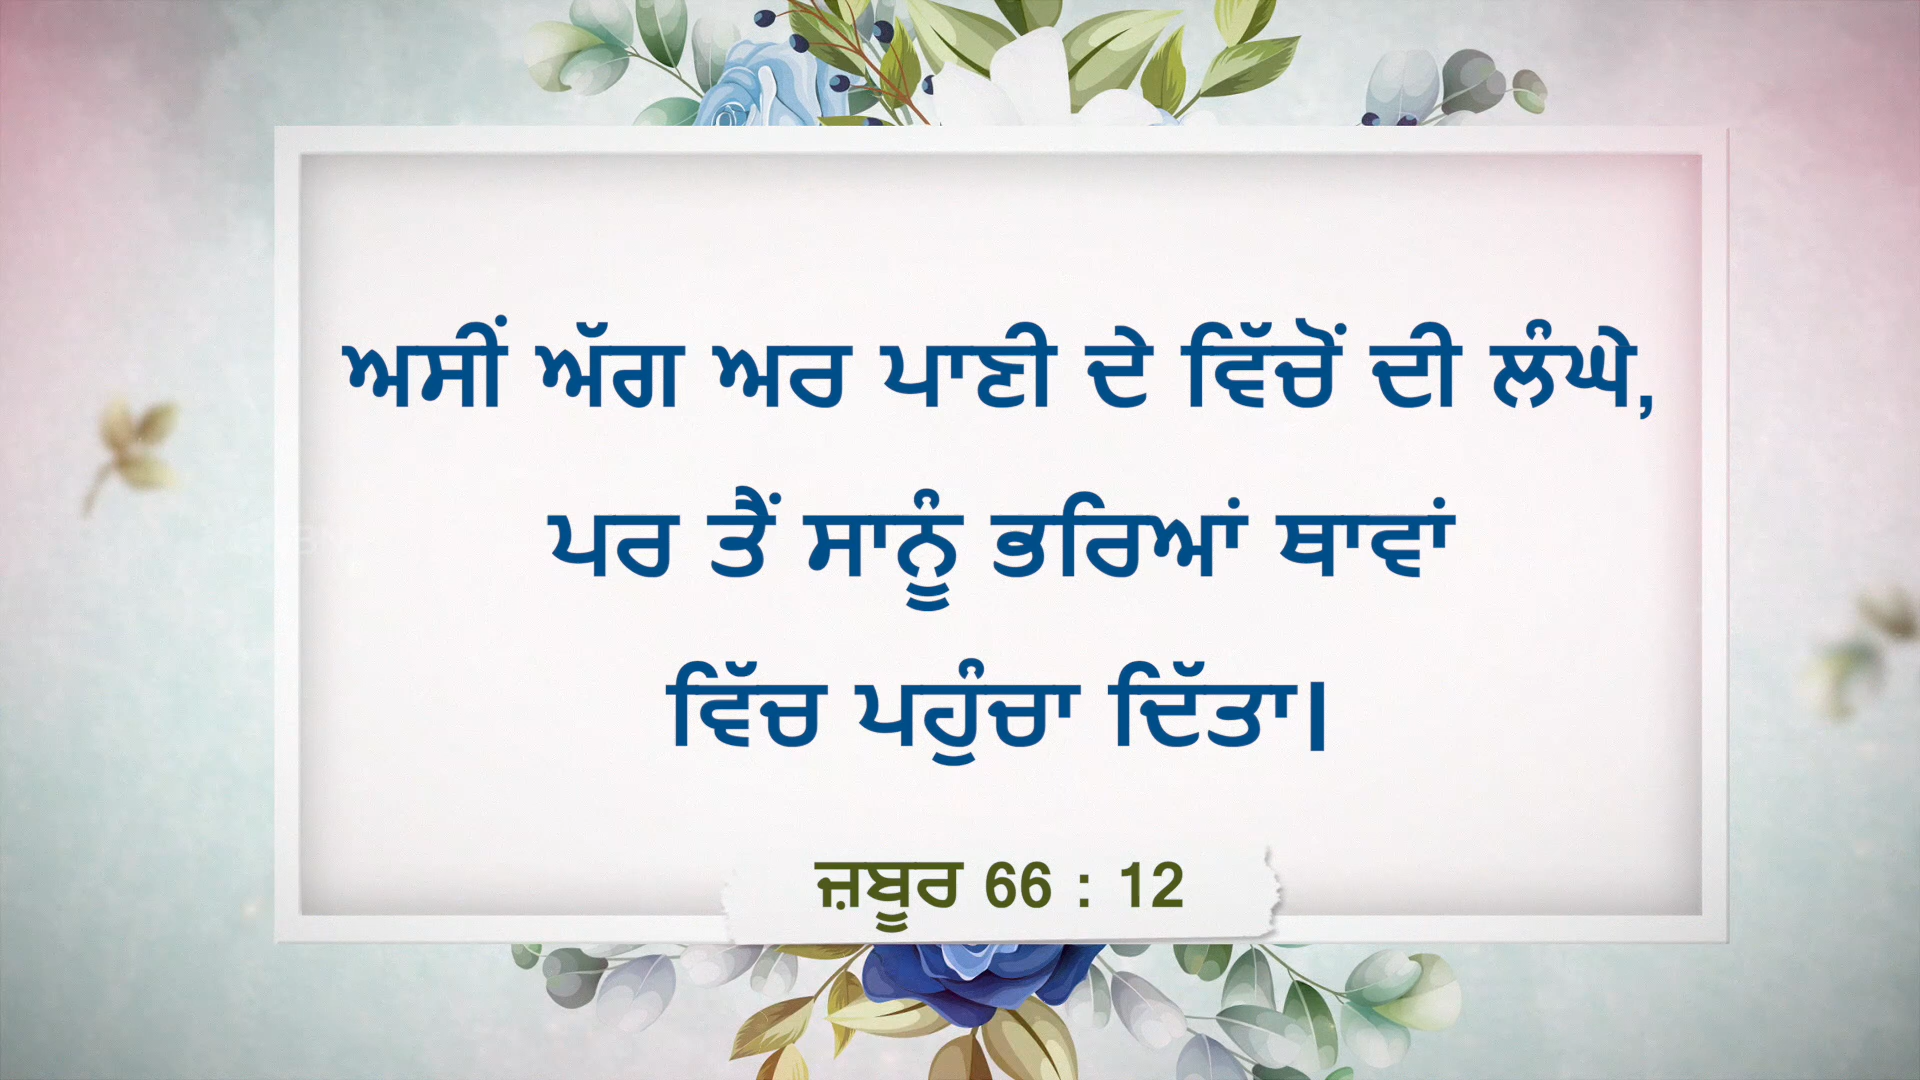 ਅਸੀਂ ਅੱਗ ਅਰ ਪਾਣੀ ਦੇ ਵਿੱਚੋਂ ਦੀ ਲੰਘੇ,
ਪਰ ਤੈਂ ਸਾਨੂੰ ਭਰਿਆਂ ਥਾਵਾਂ
ਵਿੱਚ ਪਹੁੰਚਾ ਦਿੱਤਾ।
ਜ਼ਬੂਰ 66 : 12